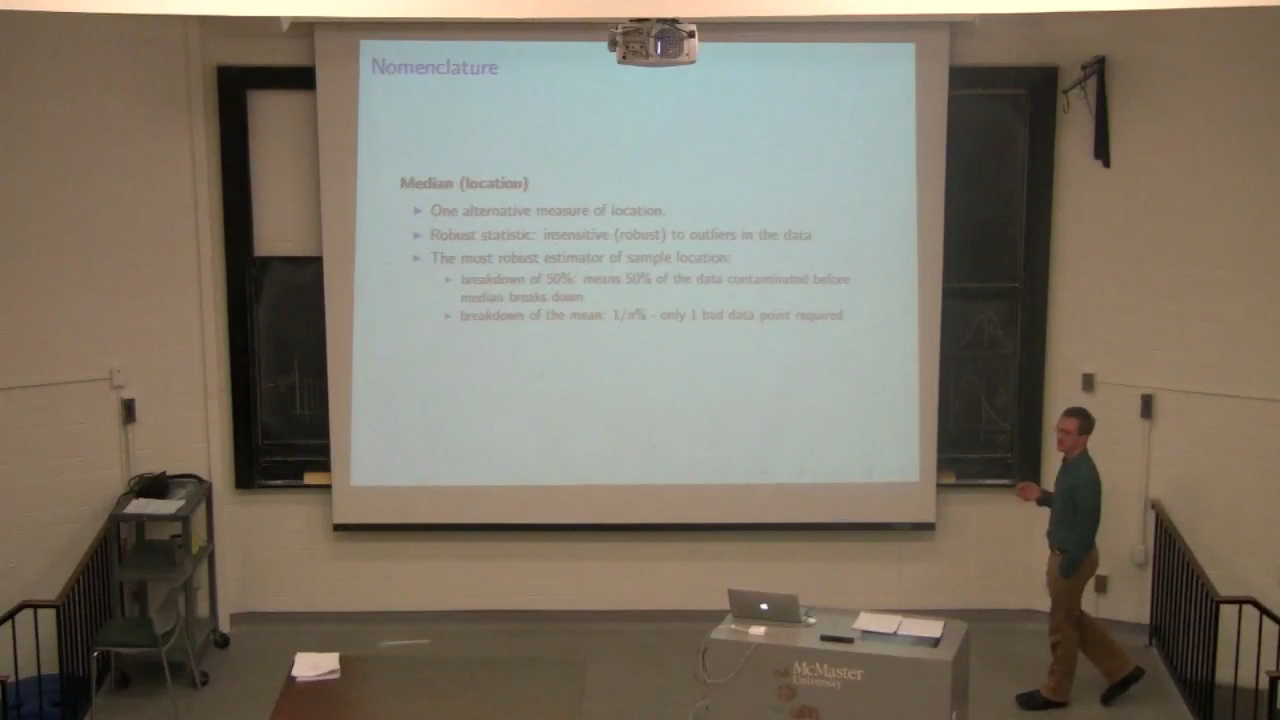 Nomenclature
Median (location)
One alternative measure of location.
Robust statistic: insensitive (robust) to outliers in the data
The most robust estimator of sample location:
breakdown of 50%: means 50% of the data contaminated before
median breaks down
breakdown of the mean: 1/n% - only 1 bad data point required
McMaster
University